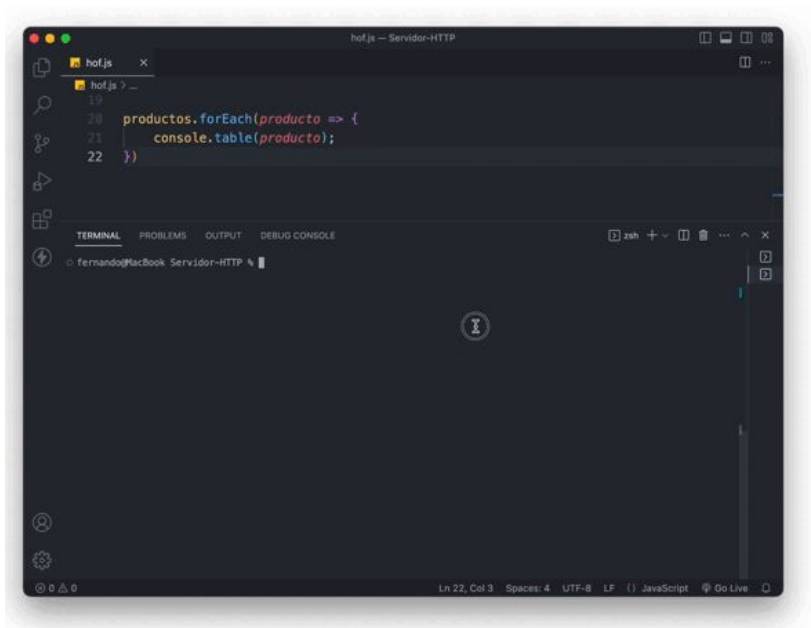 hof.js — Servidor-HTTP
JS hof.js ×
JS hof.js > ...
19
20 productos.forEach(producto => {
21 console.table(producto);
22 })
TERMINAL PROBLEMS OUTPUT DEBUG CONSOLE zsh
fernando@MacBook Servidor-HTTP %
0 0 Ln 22, Col 3 Spaces: 4 UTF-8 LF {} JavaScript Go Live